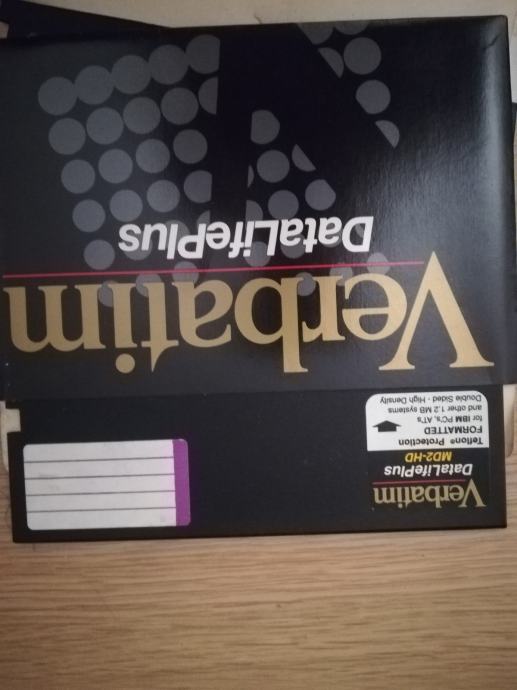 Verbatim
DataLifePlus
MD2-HD
Teflon® Protection
FORMATTED
for IBM PC's, AT's
and other 1.2 MB systems
Double Sided - High Density
Verbatim
DataLifePlus